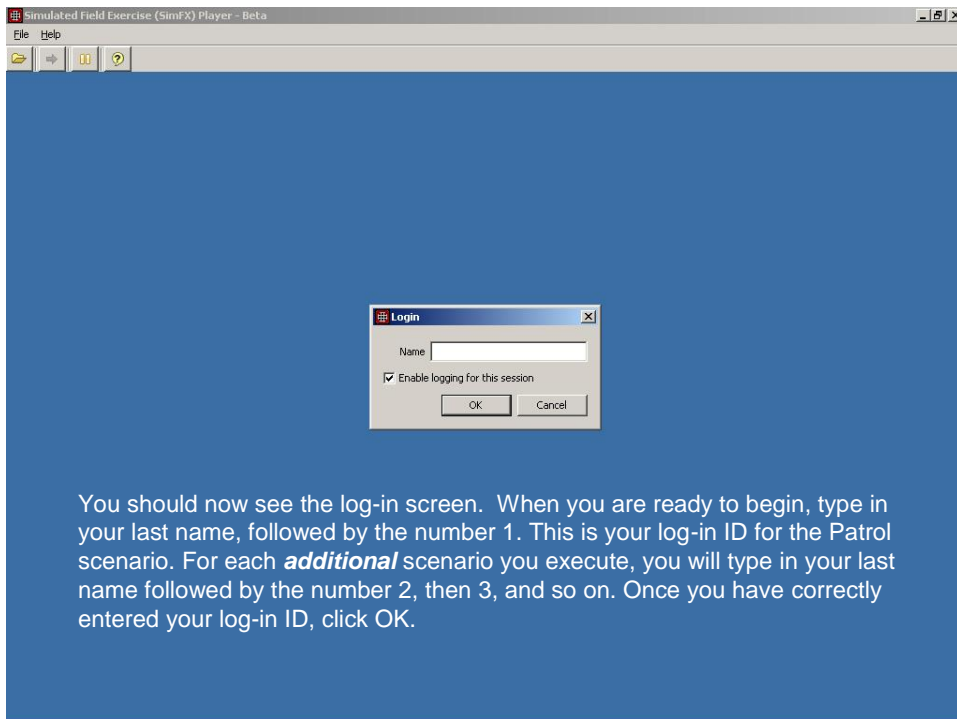 Simulated Field Exercise (SimFX) Player - Beta
File Help
Login
Name
Enable logging for this session
OK Cancel
You should now see the log-in screen. When you are ready to begin, type in
your last name, followed by the number 1. This is your log-in ID for the Patrol
scenario. For each additional scenario you execute, you will type in your last
name followed by the number 2, then 3, and so on. Once you have correctly
entered your log-in ID, click OK.